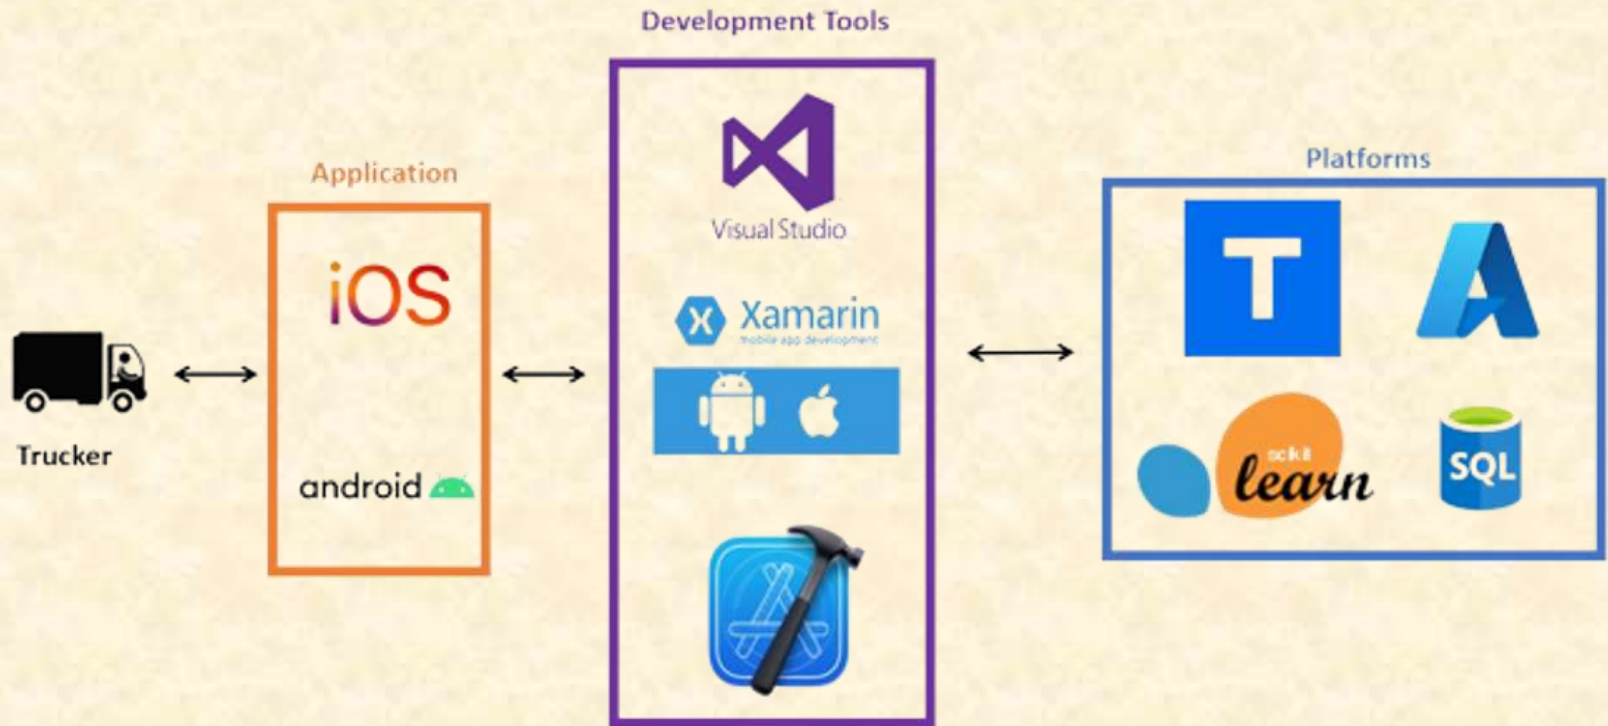 Development Tools
Application
Platforms
Visual Studio
iOS
T
Xamarin
mobile app development
Trucker
android
scikit
learn
SQL